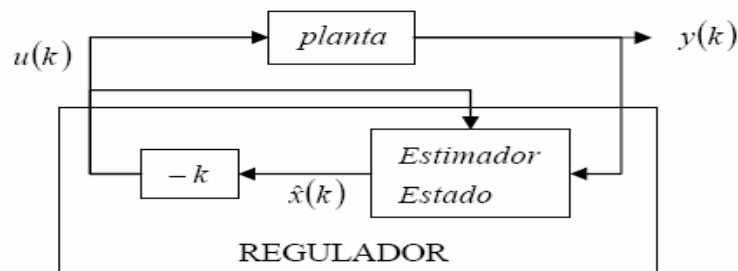 planta
u(k)
y(k)
Estimador
Estado
– k
x̂(k)
REGULADOR